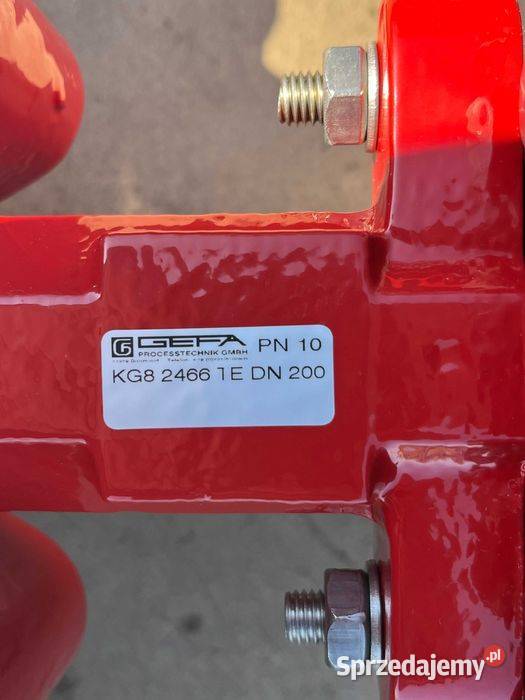 GEFA PN 10
PROCESSTECHNIK GMBH
KG8 2466 1E DN 200
Sprzedajemy.pl